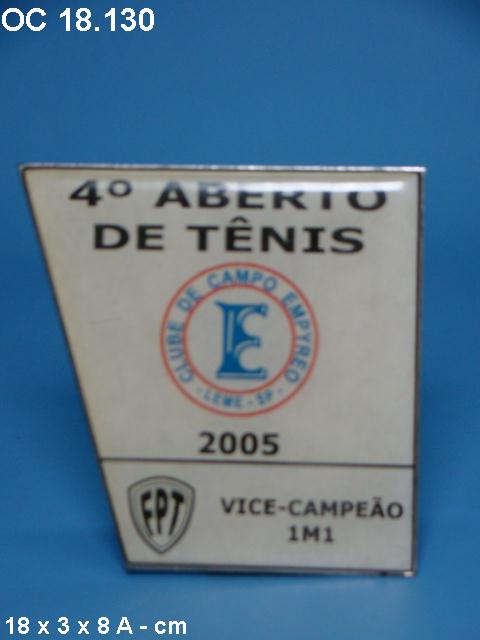 OC 18.130
4º ABERTO
DE TÊNIS
CLUBE DE CAMPO EMPYREO
E
- LEME - SP -
2005
FPT
VICE-CAMPEÃO
1M1
18 x 3 x 8 A - cm